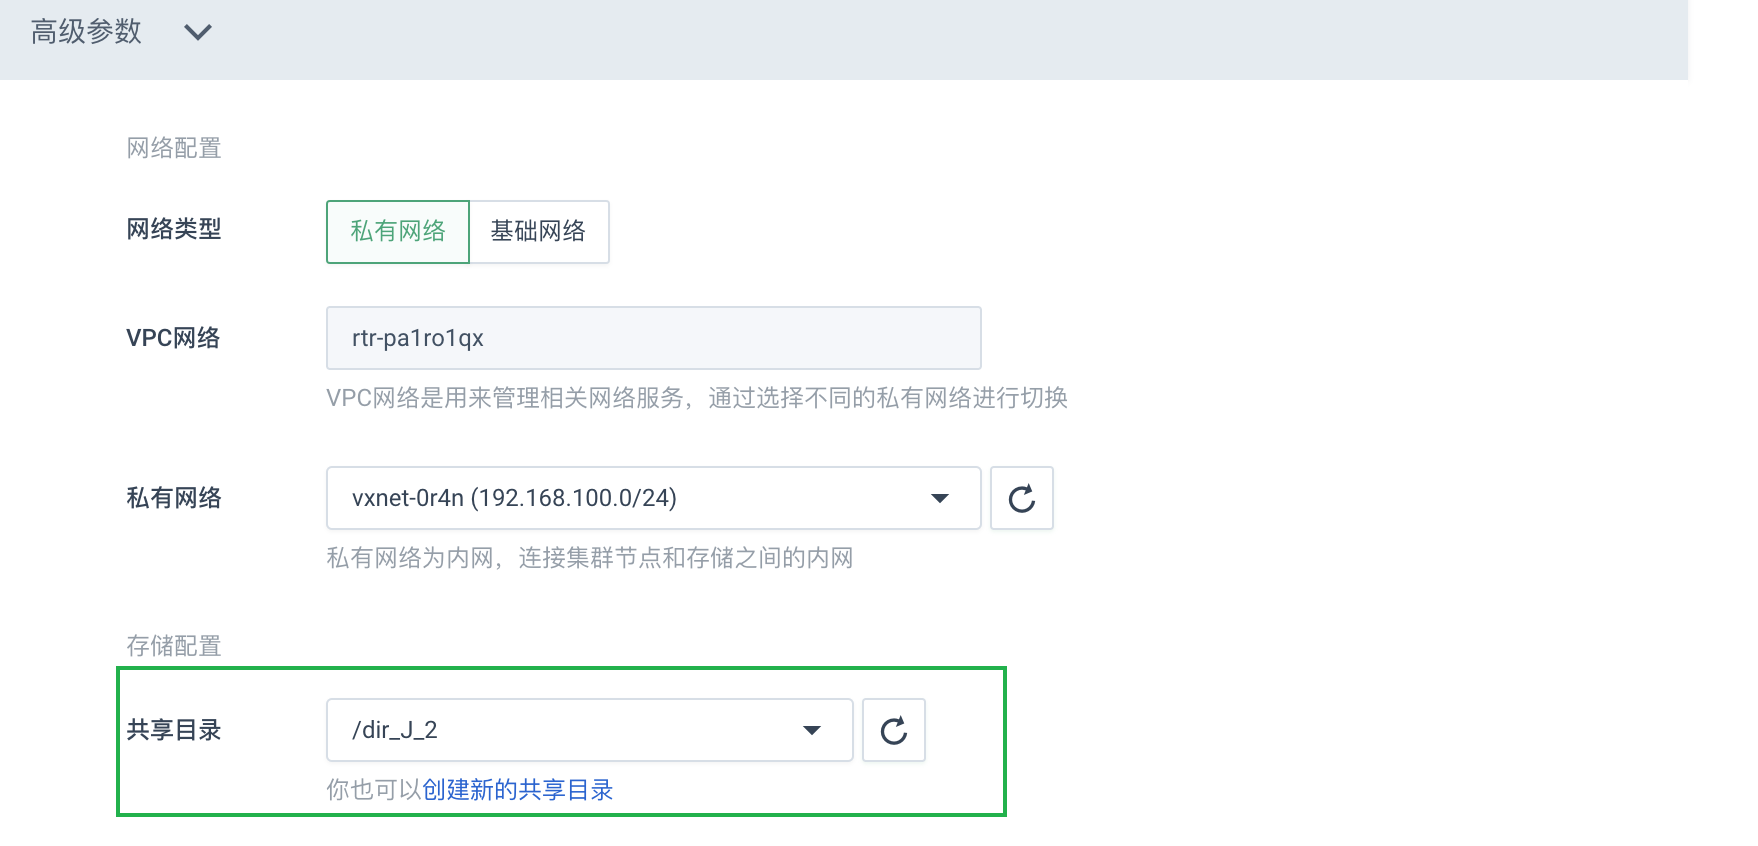 高级参数
网络配置
网络类型
私有网络
基础网络
VPC网络
rtr-pa1ro1qx
VPC网络是用来管理相关网络服务，通过选择不同的私有网络进行切换
私有网络
vxnet-0r4n (192.168.100.0/24)
私有网络为内网，连接集群节点和存储之间的内网
存储配置
共享目录
/dir_J_2
你也可以创建新的共享目录